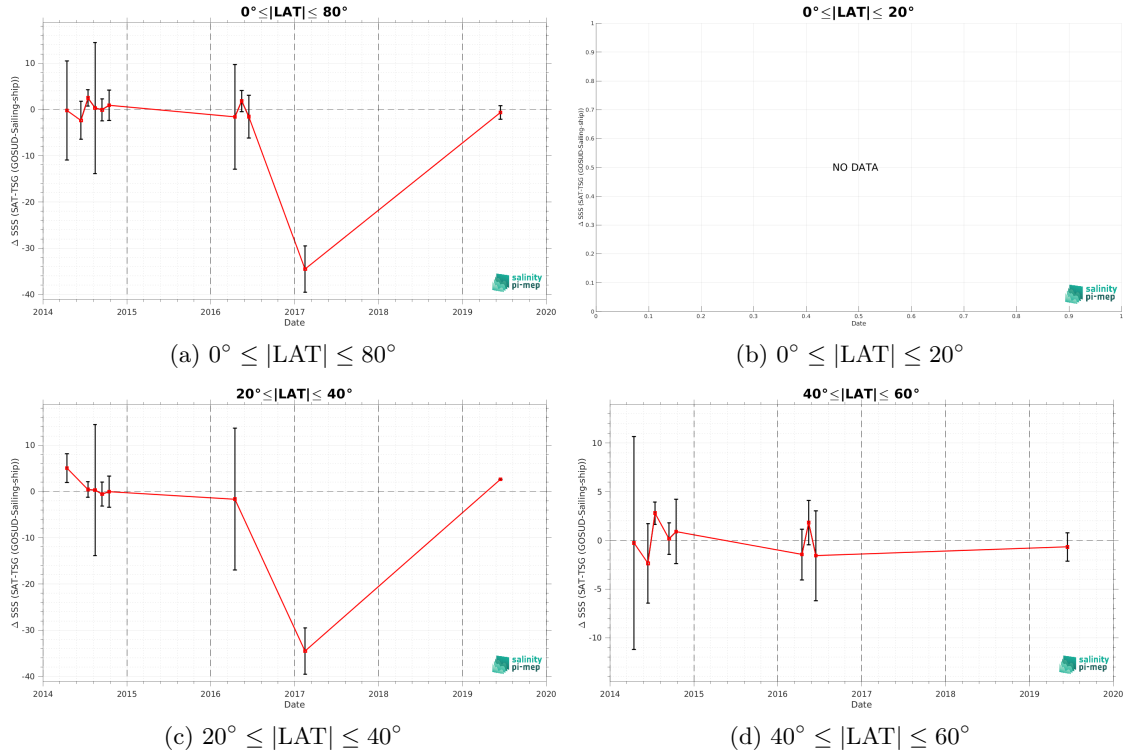 0°≤|LAT|≤ 80°
Δ SSS (SAT-TSG (GOSUD-Sailing-ship))
10
0
-10
-20
-30
-40
2014 2015 2016 2017 2018 2019 2020
Date
salinity
pi-mep
(a) 0° ≤ |LAT| ≤ 80°
0°≤|LAT|≤ 20°
Δ SSS (SAT-TSG (GOSUD-Sailing-ship))
1
0.9
0.8
0.7
0.6
0.5
0.4
0.3
0.2
0.1
0
NO DATA
0 0.1 0.2 0.3 0.4 0.5 0.6 0.7 0.8 0.9 1
Date
salinity
pi-mep
(b) 0° ≤ |LAT| ≤ 20°
20°≤|LAT|≤ 40°
Δ SSS (SAT-TSG (GOSUD-Sailing-ship))
10
0
-10
-20
-30
-40
2014 2015 2016 2017 2018 2019 2020
Date
salinity
pi-mep
(c) 20° ≤ |LAT| ≤ 40°
40°≤|LAT|≤ 60°
Δ SSS (SAT-TSG (GOSUD-Sailing-ship))
10
5
0
-5
-10
2014 2015 2016 2017 2018 2019 2020
Date
salinity
pi-mep
(d) 40° ≤ |LAT| ≤ 60°